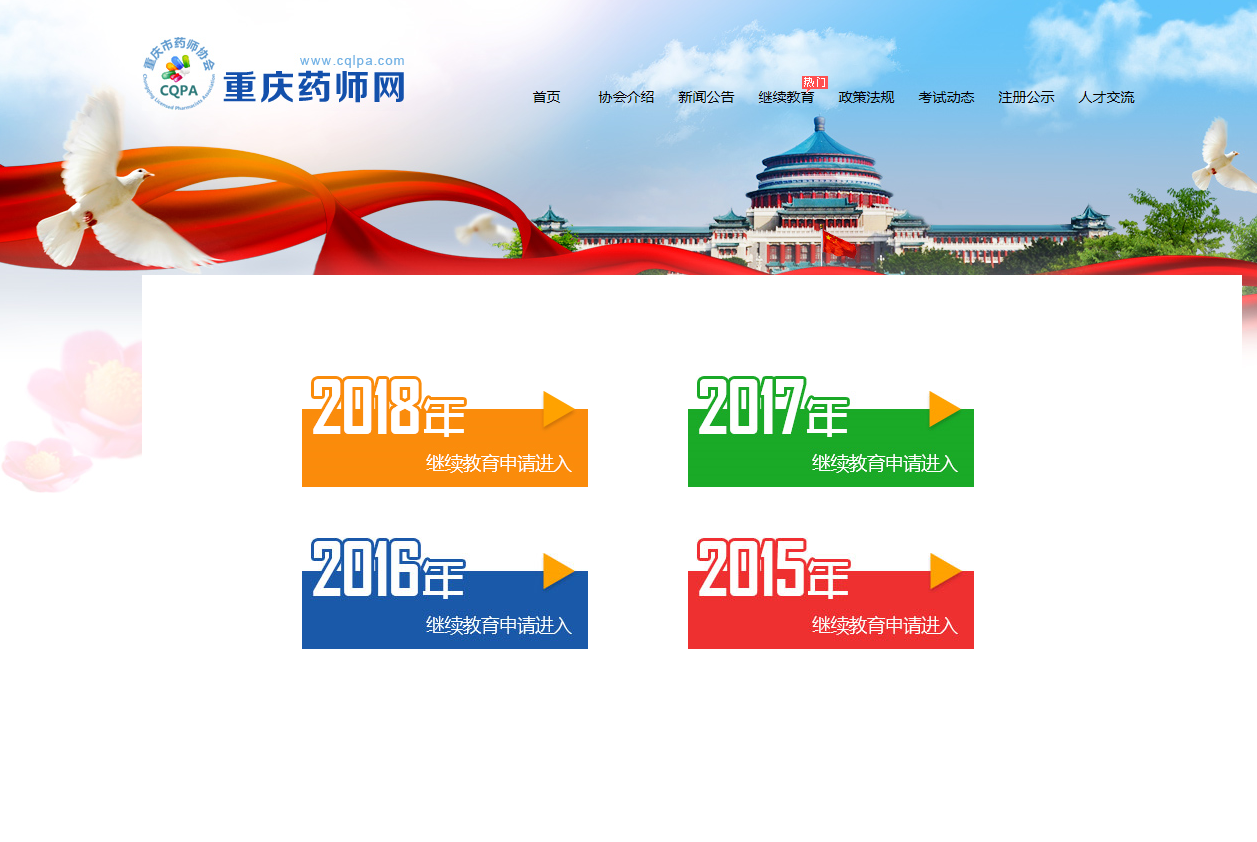 重庆市药师协会
CQPA
Chongqing Licensed Pharmacists Association
www.cqlpa.com
重庆药师网
热门
首页 协会介绍 新闻公告 继续教育 政策法规 考试动态 注册公示 人才交流
2018年
继续教育申请进入
2017年
继续教育申请进入
2016年
继续教育申请进入
2015年
继续教育申请进入